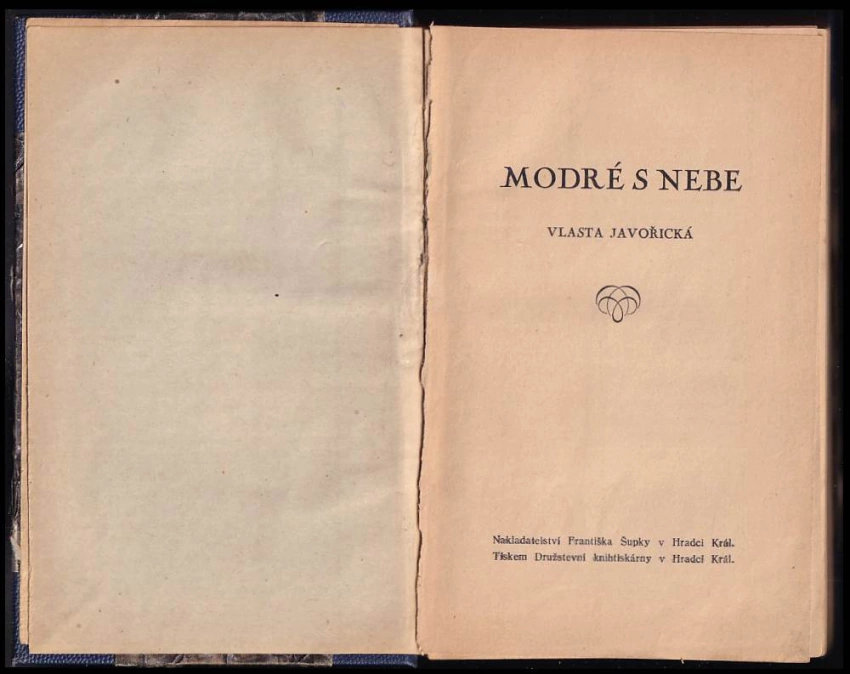 MODRÉ S NEBE
VLASTA JAVOŘICKÁ
Nakladatelství Františka Šupky v Hradci Král.
Tiskem Družstevní knihtiskárny v Hradci Král.